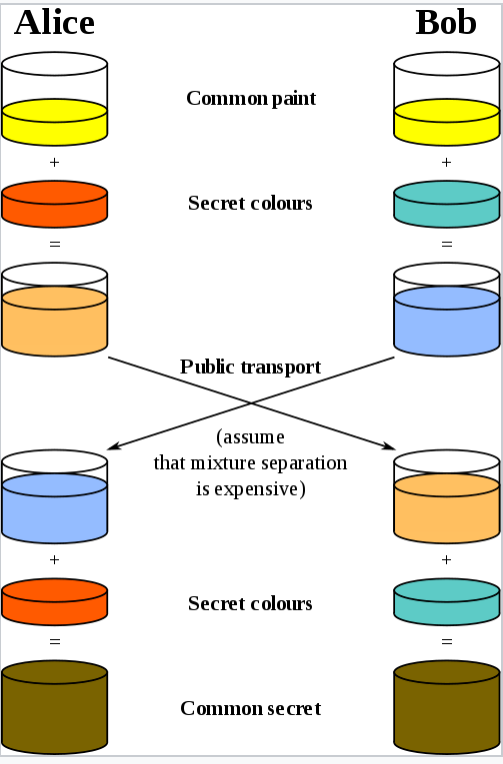 Alice Bob
Common paint
+ +
Secret colours
= =
Public transport
(assume
that mixture separation
is expensive)
+ +
Secret colours
= =
Common secret